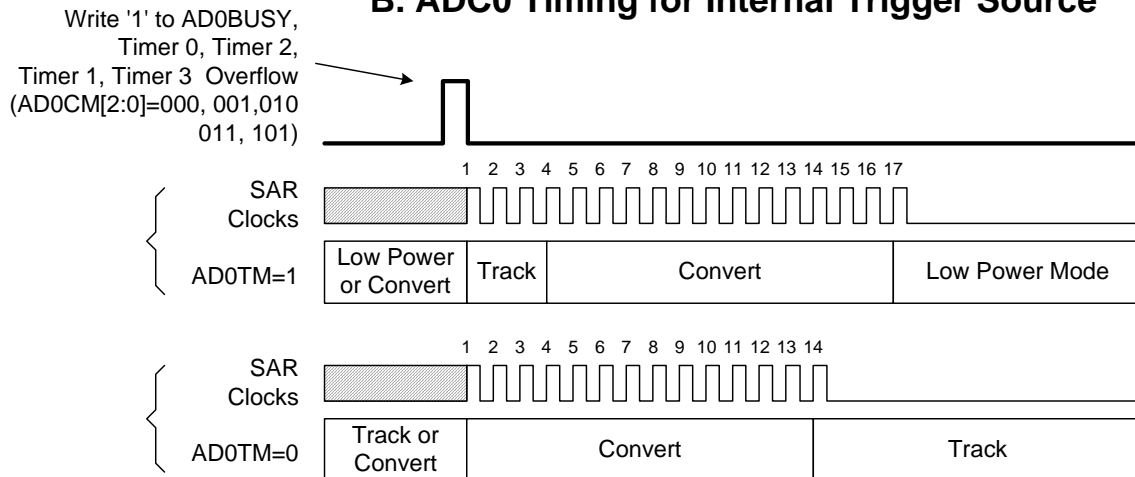 B. ADC0 Timing for Internal Trigger Source
Write '1' to AD0BUSY,
Timer 0, Timer 2,
Timer 1, Timer 3 Overflow
(AD0CM[2:0]=000, 001,010
011, 101)
1 2 3 4 5 6 7 8 9 10 11 12 13 14 15 16 17
SAR
Clocks
AD0TM=1
Low Power
or Convert
Track
Convert
Low Power Mode
1 2 3 4 5 6 7 8 9 10 11 12 13 14
SAR
Clocks
AD0TM=0
Track or
Convert
Convert
Track